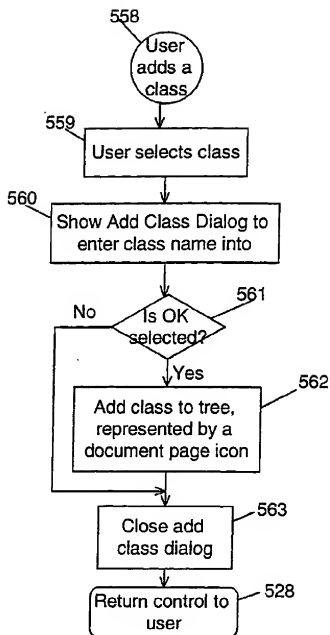 558
User
adds a
class
559
User selects class
560
Show Add Class Dialog to
enter class name into
561
Is OK
selected?
No
Yes
562
Add class to tree,
represented by a
document page icon
563
Close add
class dialog
528
Return control to
user